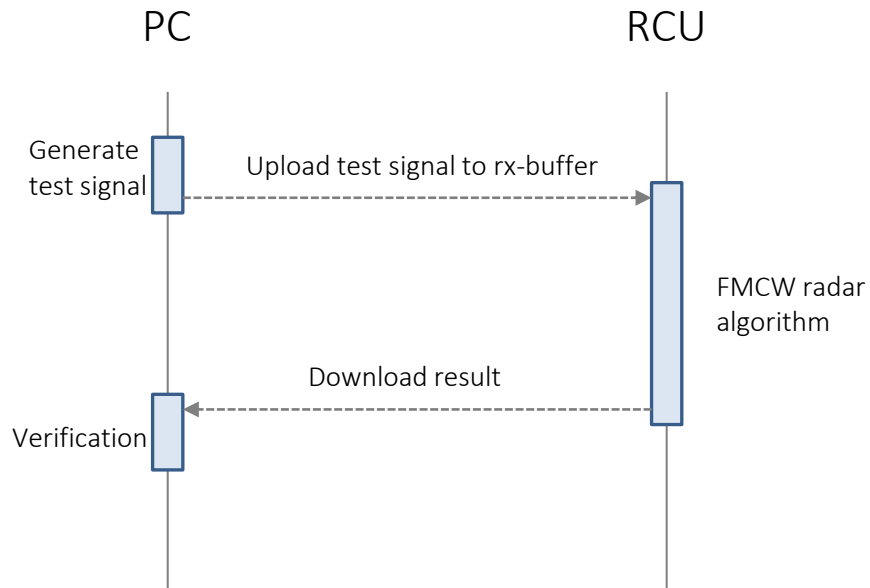 PC
RCU
Generate
test signal
Upload test signal to rx-buffer
FMCW radar
algorithm
Download result
Verification